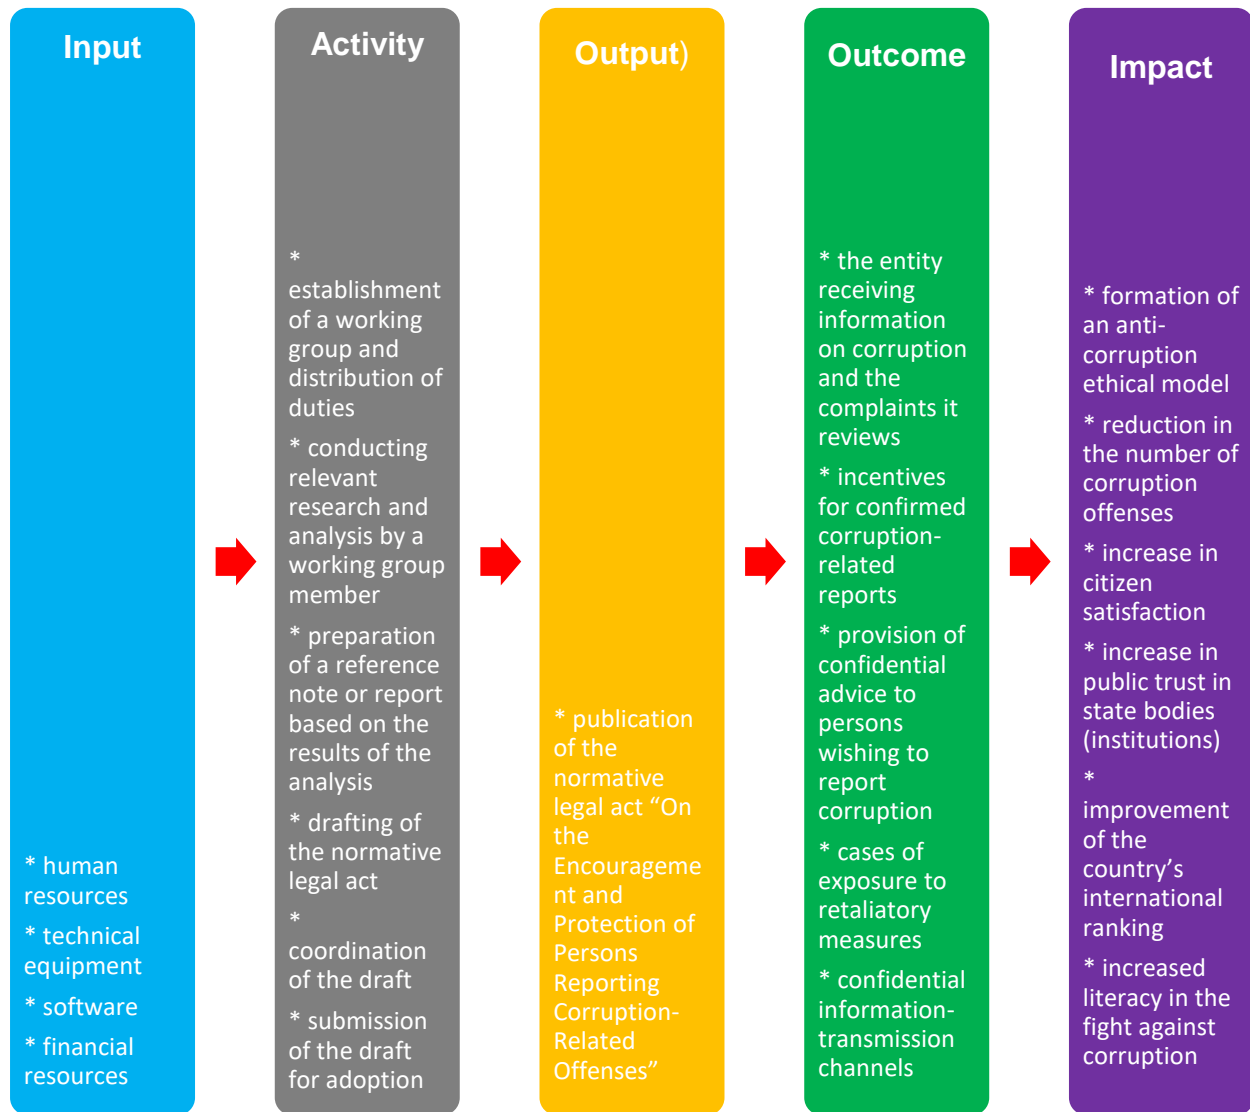 Input
* human
resources
* technical
equipment
* software
* financial
resources
Activity
*
establishment
of a working
group and
distribution of
duties
* conducting
relevant
research and
analysis by a
working group
member
* preparation
of a reference
note or report
based on the
results of the
analysis
* drafting of
the normative
legal act
*
coordination
of the draft
* submission
of the draft
for adoption
Output)
* publication
of the
normative
legal act “On
the
Encourageme
nt and
Protection of
Persons
Reporting
Corruption-
Related
Offenses”
Outcome
* the entity
receiving
information
on corruption
and the
complaints it
reviews
* incentives
for confirmed
corruption-
related
reports
* provision of
confidential
advice to
persons
wishing to
report
corruption
* cases of
exposure to
retaliatory
measures
* confidential
information-
transmission
channels
Impact
* formation of
an anti-
corruption
ethical model
* reduction in
the number of
corruption
offenses
* increase in
citizen
satisfaction
* increase in
public trust in
state bodies
(institutions)
*
improvement
of the
country’s
international
ranking
* increased
literacy in the
fight against
corruption